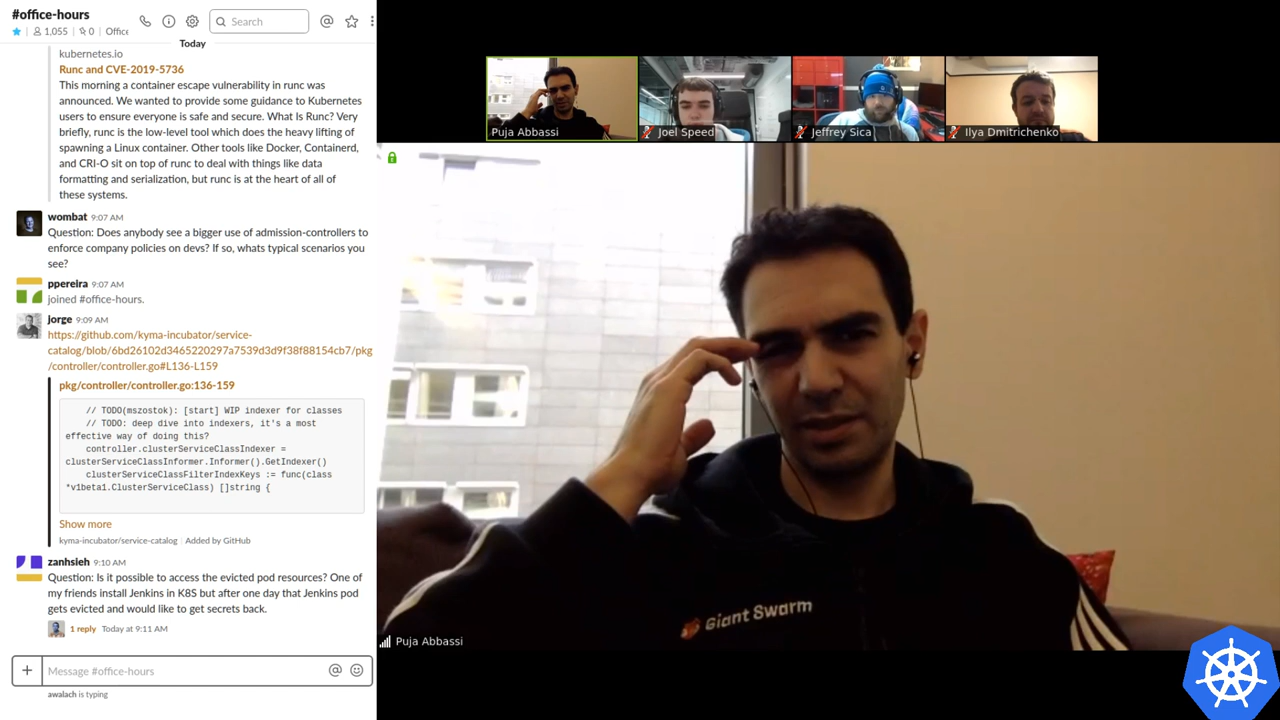 #office-hours
1,055
0
Office
Search
Today
kubernetes.io
Runc and CVE-2019-5736
This morning a container escape vulnerability in runc was
announced. We wanted to provide some guidance to Kubernetes
users to ensure everyone is safe and secure. What Is Runc? Very
briefly, runc is the low-level tool which does the heavy lifting of
spawning a Linux container. Other tools like Docker, Containerd,
and CRI-O sit on top of runc to deal with things like data
formatting and serialization, but runc is at the heart of all of
these systems.
wombat 9:07 AM
Question: Does anybody see a bigger use of admission-controllers to
enforce company policies on devs? If so, whats typical scenarios you
see?
ppereira 9:07 AM
joined #office-hours.
jorge 9:09 AM
https://github.com/kyma-incubator/service-
catalog/blob/6bd26102d3465220297a7539d3d9f38f88154cb7/pkg
/controller/controller.go#L136-L159
pkg/controller/controller.go:136-159
// TODO(mszostok): [start] WIP indexer for classes
// TODO: deep dive into indexers, it's a most
effective way of doing this?
controller.clusterServiceClassIndexer =
clusterServiceClassInformer.Informer().GetIndexer()
clusterServiceClassFilterIndexKeys := func(class
*v1beta1.ClusterServiceClass) []string {
Show more
kyma-incubator/service-catalog | Added by GitHub
zanhsieh 9:10 AM
Question: Is it possible to access the evicted pod resources? One of
my friends install Jenkins in K8S but after one day that Jenkins pod
gets evicted and would like to get secrets back.
1 reply Today at 9:11 AM
Message #office-hours
awalach is typing
Puja Abbassi
Joel Speed
Jeffrey Sica
Ilya Dmitrichenko
Giant Swarm
Puja Abbassi